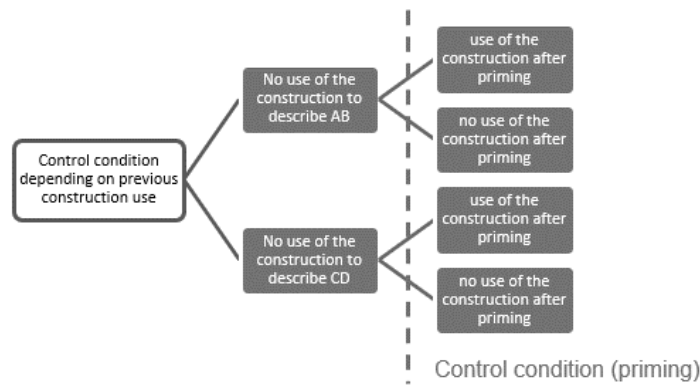 Control condition
depending on previous
construction use
No use of the
construction to
describe AB
use of the
construction after
priming
no use of the
construction after
priming
No use of the
construction to
describe CD
use of the
construction after
priming
no use of the
construction after
priming
Control condition (priming)